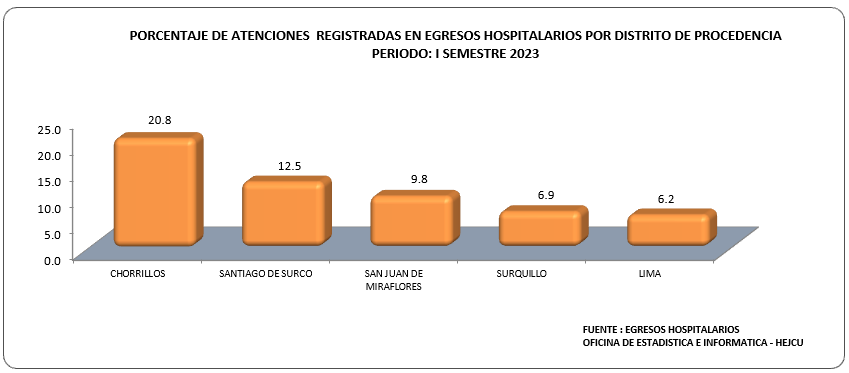 PORCENTAJE DE ATENCIONES  REGISTRADAS EN EGRESOS HOSPITALARIOS POR DISTRITO DE PROCEDENCIA
PERIODO: I SEMESTRE 2023
25.0
20.0
15.0
10.0
5.0
0.0
20.8
12.5
9.8
6.9
6.2
CHORRILLOS
SANTIAGO DE SURCO
SAN JUAN DE
MIRAFLORES
SURQUILLO
LIMA
FUENTE : EGRESOS HOSPITALARIOS
OFICINA DE ESTADISTICA E INFORMATICA - HEJCU